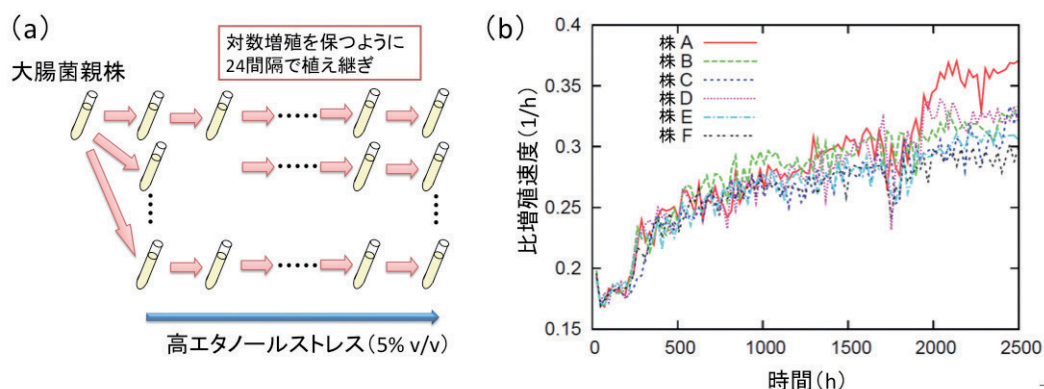 (a)
大腸菌親株
対数増殖を保つように
24間隔で植え継ぎ
高エタノールストレス(5% v/v)
(b)
比増殖速度(1/h)
0.4
0.35
0.3
0.25
0.2
0.15
株 A
株 B
株 C
株 D
株 E
株 F
0
500
1000
1500
2000
2500
時間(h)